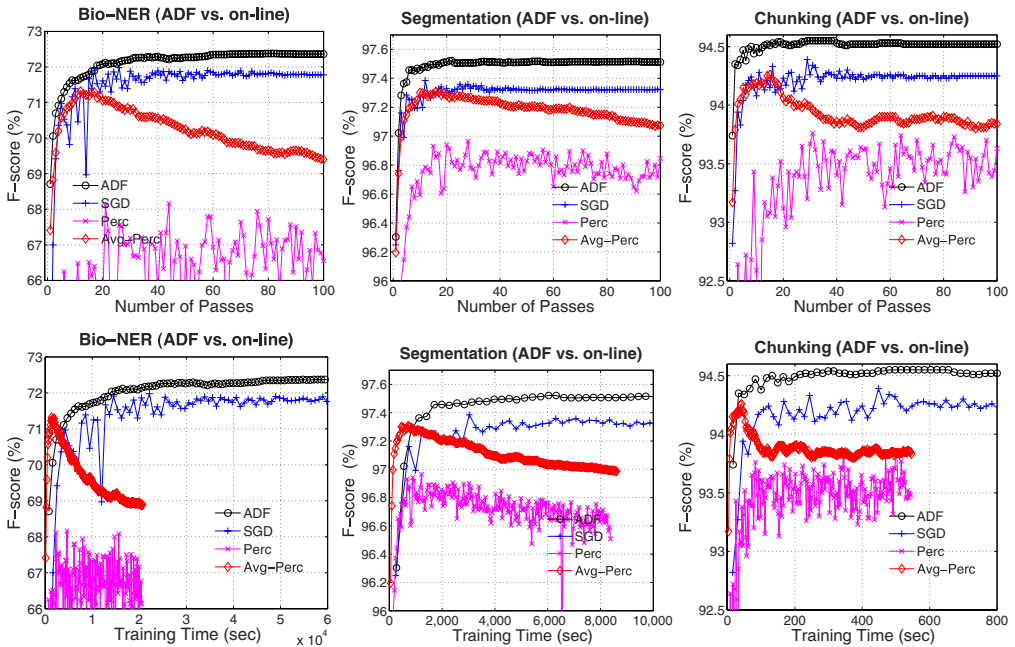 Bio−NER (ADF vs. on−line)
73
72
71
70
69
68
67
66
F−score (%)
ADF
SGD
Perc
Avg−Perc
0
20
40
60
80
100
Number of Passes
Segmentation (ADF vs. on−line)
97.6
97.4
97.2
97
96.8
96.6
96.4
96.2
96
F−score (%)
ADF
SGD
Perc
Avg−Perc
0
20
40
60
80
100
Number of Passes
Chunking (ADF vs. on−line)
94.5
94
93.5
93
92.5
F−score (%)
ADF
SGD
Perc
Avg−Perc
0
20
40
60
80
100
Number of Passes
Bio−NER (ADF vs. on−line)
73
72
71
70
69
68
67
66
F−score (%)
ADF
SGD
Perc
Avg−Perc
0
1
2
3
4
5
6
Training Time (sec)
x 10⁴
Segmentation (ADF vs. on−line)
97.6
97.4
97.2
97
96.8
96.6
96.4
96.2
96
F−score (%)
ADF
SGD
Perc
Avg−Perc
0
2,000
4,000
6,000
8,000
10,000
Training Time (sec)
Chunking (ADF vs. on−line)
94.5
94
93.5
93
92.5
F−score (%)
ADF
SGD
Perc
Avg−Perc
0
200
400
600
800
Training Time (sec)